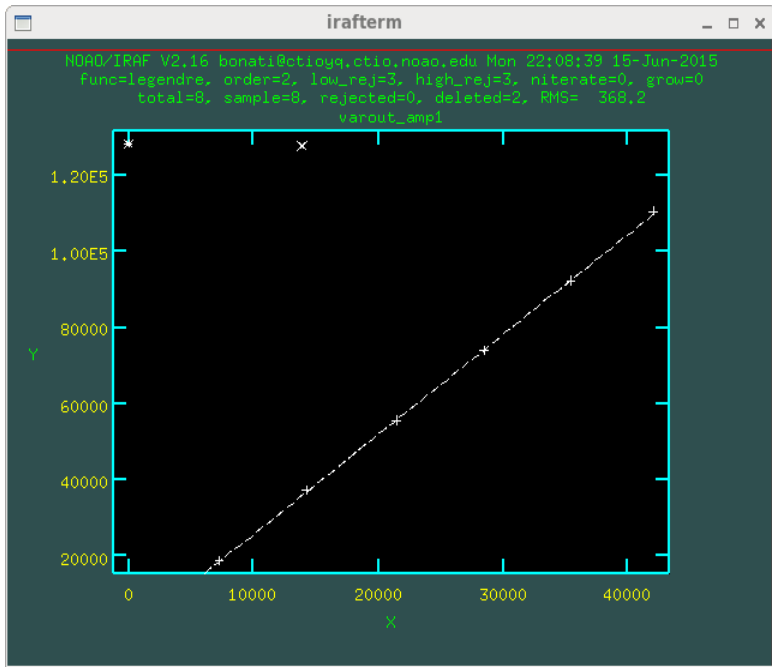 irafterm
NOAO/IRAF V2.16 bonati@ctioyq.ctio.noao.edu Mon 22:08:39 15-Jun-2015
func=legendre, order=2, low_rej=3, high_rej=3, niterate=0, grow=0
total=8, sample=8, rejected=0, deleted=2, RMS= 368.2
varout_amp1
1.20E5
1.00E5
80000
Y
60000
40000
20000
0 10000 20000 30000 40000
X